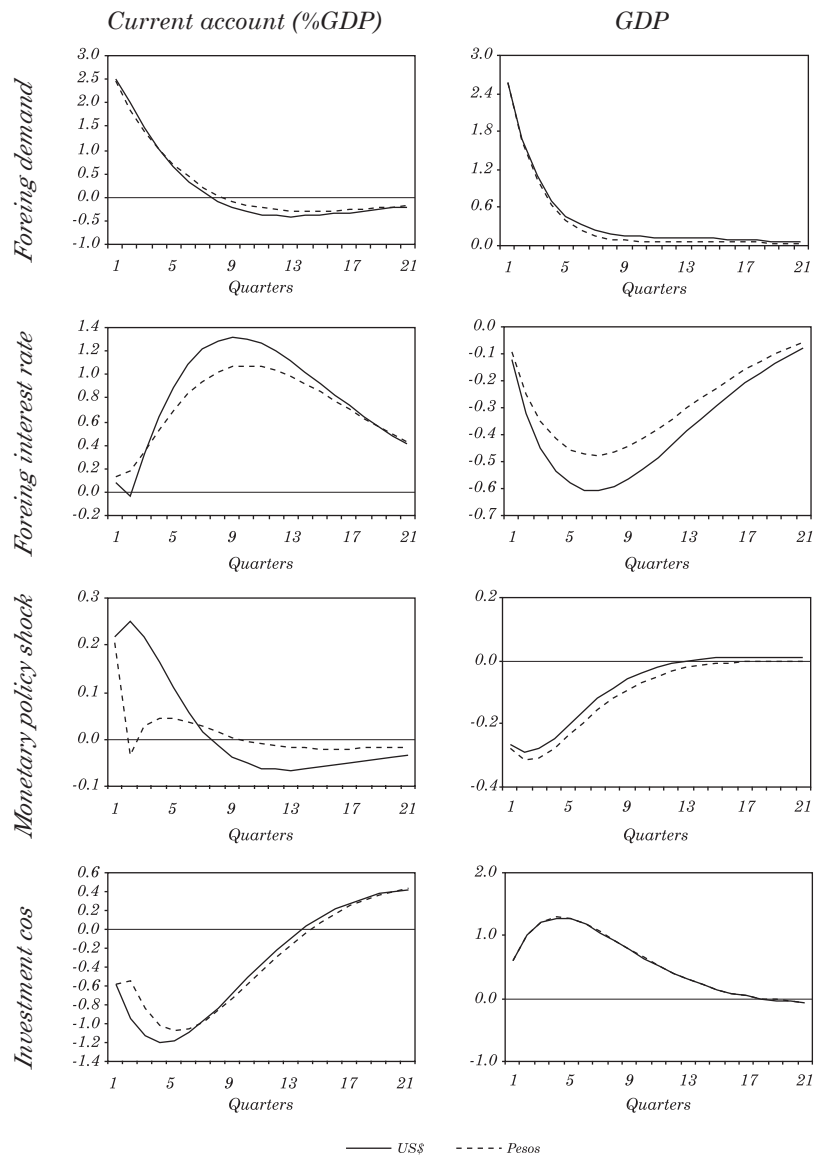 Current account (%GDP)
GDP
Foreing demand
3.0
2.5
2.0
1.5
1.0
0.5
0.0
-0.5
-1.0
1 5 9 13 17 21
Quarters
3.0
2.4
1.8
1.2
0.6
0.0
1 5 9 13 17 21
Quarters
Foreing interest rate
1.4
1.2
1.0
0.8
0.6
0.4
0.2
0.0
-0.2
1 5 9 13 17 21
Quarters
0.0
-0.1
-0.2
-0.3
-0.4
-0.5
-0.6
-0.7
1 5 9 13 17 21
Quarters
Monetary policy shock
0.3
0.2
0.1
0.0
-0.1
1 5 9 13 17 21
Quarters
0.2
0.0
-0.2
-0.4
1 5 9 13 17 21
Quarters
Investment cos
0.6
0.4
0.2
0.0
-0.2
-0.4
-0.6
-0.8
-1.0
-1.2
-1.4
1 5 9 13 17 21
Quarters
2.0
1.0
0.0
-1.0
1 5 9 13 17 21
Quarters
US$ Pesos